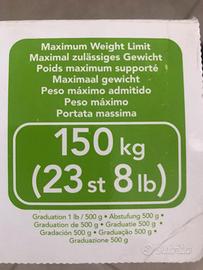 Maximum Weight Limit
Maximal zulässiges Gewicht
Poids maximum supporté
Maximaal gewicht
Peso máximo admitido
Peso máximo
Portata massima
150 kg
(23 st 8 lb)
Graduation 1 lb / 500 g • Abstufung 500 g •
Graduation de 500 g • Gradatie 500 g •
Gradación 500 g • Graduação 500 g •
Graduazione 500 g